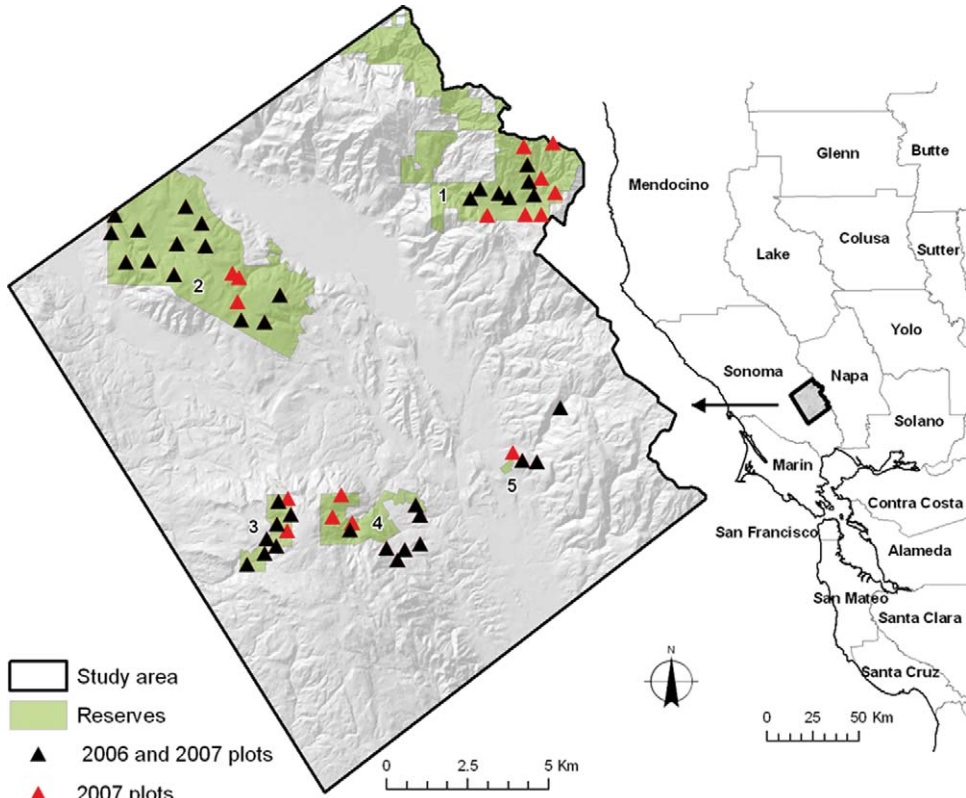 1
2
3
4
5
Study area
Reserves
2006 and 2007 plots
2007 plots
0 2.5 5 Km
Mendocino
Glenn
Butte
Lake
Colusa
Sutter
Yolo
Sonoma
Napa
Solano
Marin
Contra Costa
San Francisco
Alameda
San Mateo
Santa Clara
Santa Cruz
N
0 25 50 Km